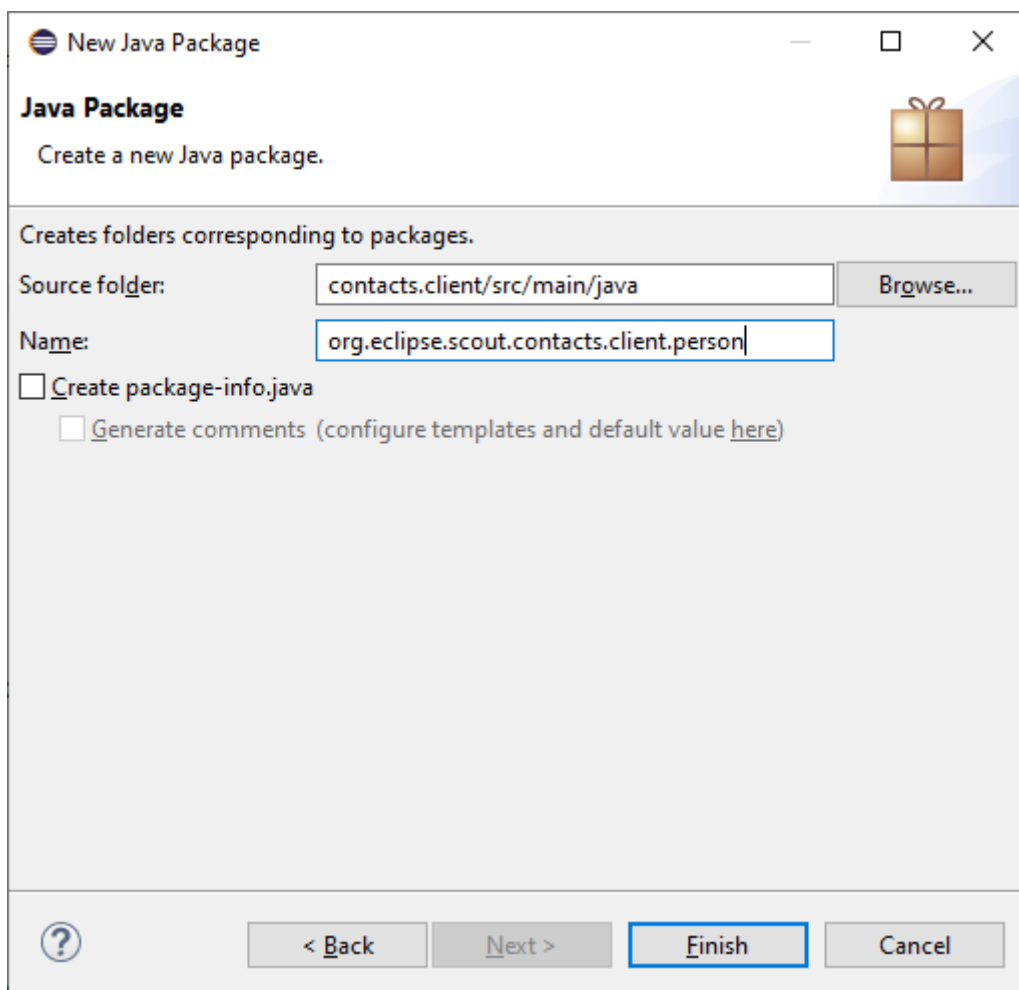 New Java Package
Java Package
Create a new Java package.
Creates folders corresponding to packages.
Source folder: contacts.client/src/main/java Browse...
Name: org.eclipse.scout.contacts.client.person
Create package-info.java
Generate comments (configure templates and default value here)
? < Back Next > Finish Cancel